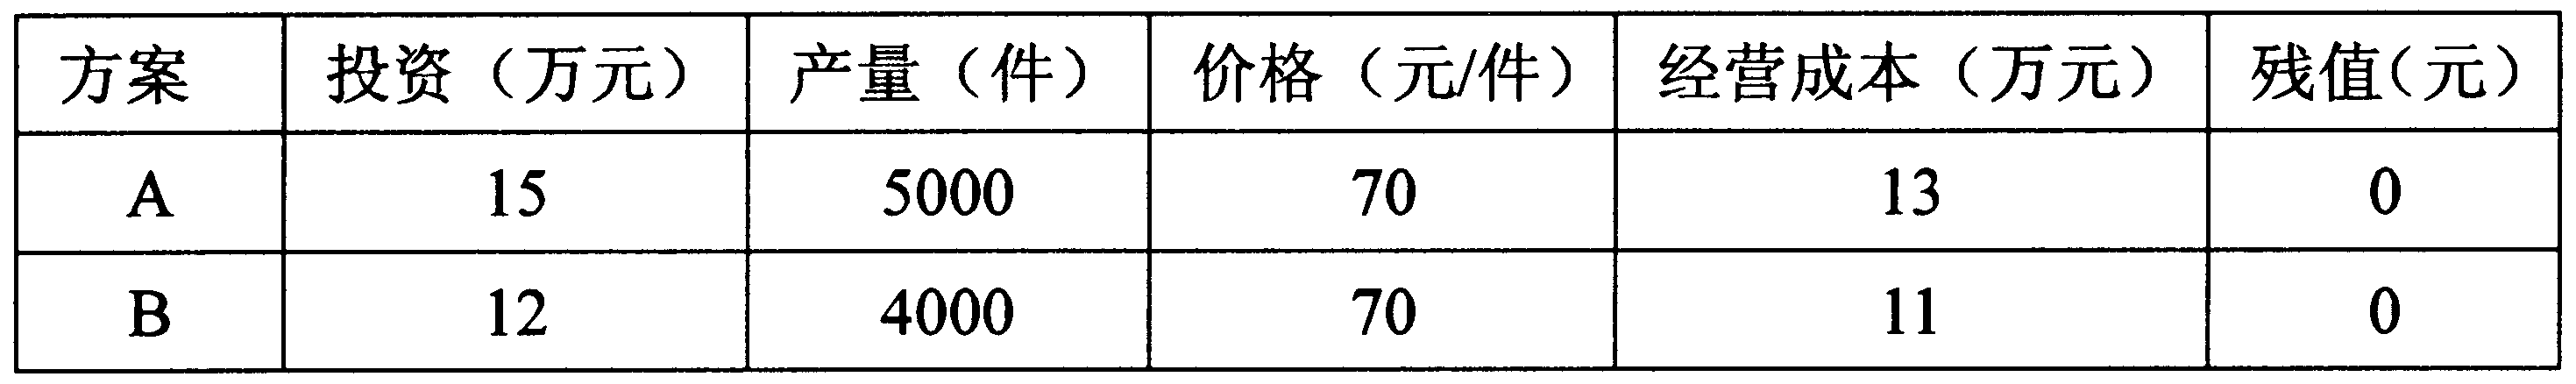 方案 投资（万元） 产量（件） 价格（元/件） 经营成本（万元） 残值（元）
A 15 5000 70 13 0
B 12 4000 70 11 0